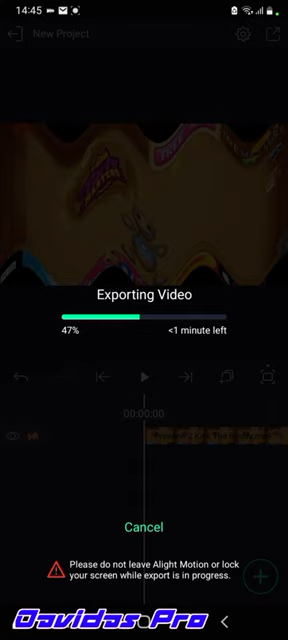 14:45
New Project
Exporting Video
47%
<1 minute left
00:00:00
Cancel
Please do not leave Alight Motion or lock
your screen while export is in progress.
Davidas Pro